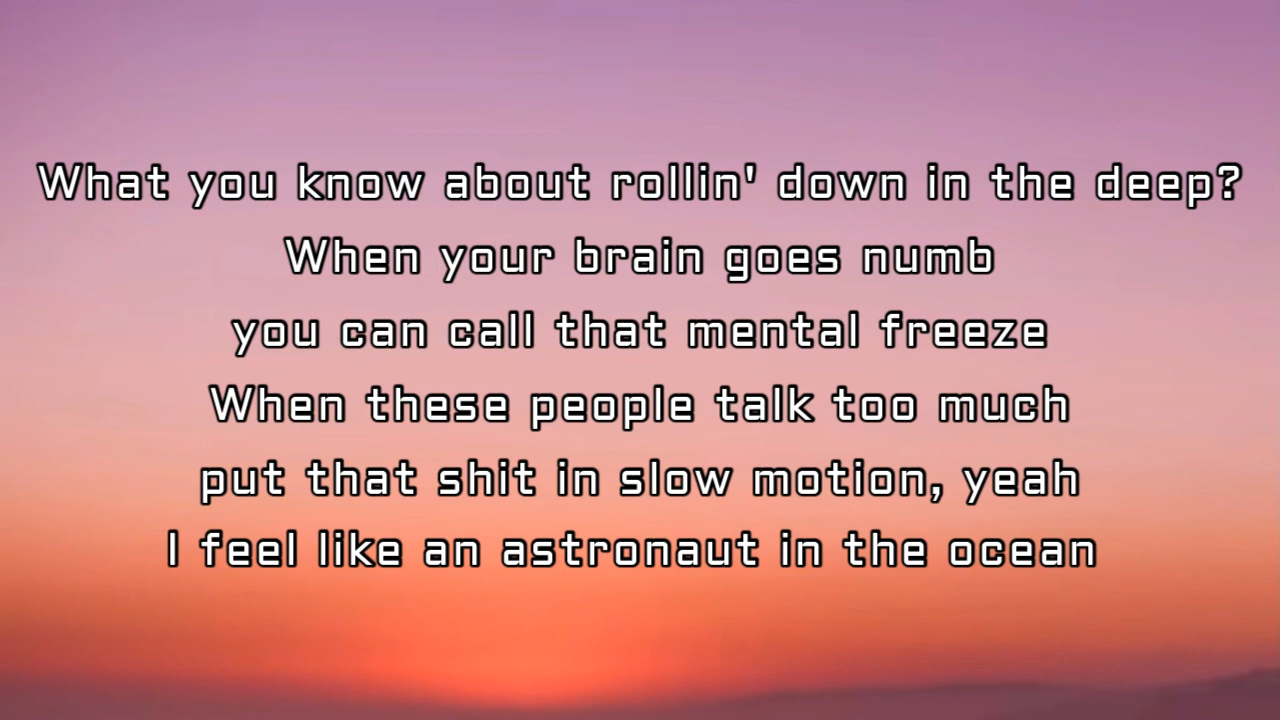 What you know about rollin' down in the deep?
When your brain goes numb
you can call that mental freeze
When these people talk too much
put that shit in slow motion, yeah
I feel like an astronaut in the ocean